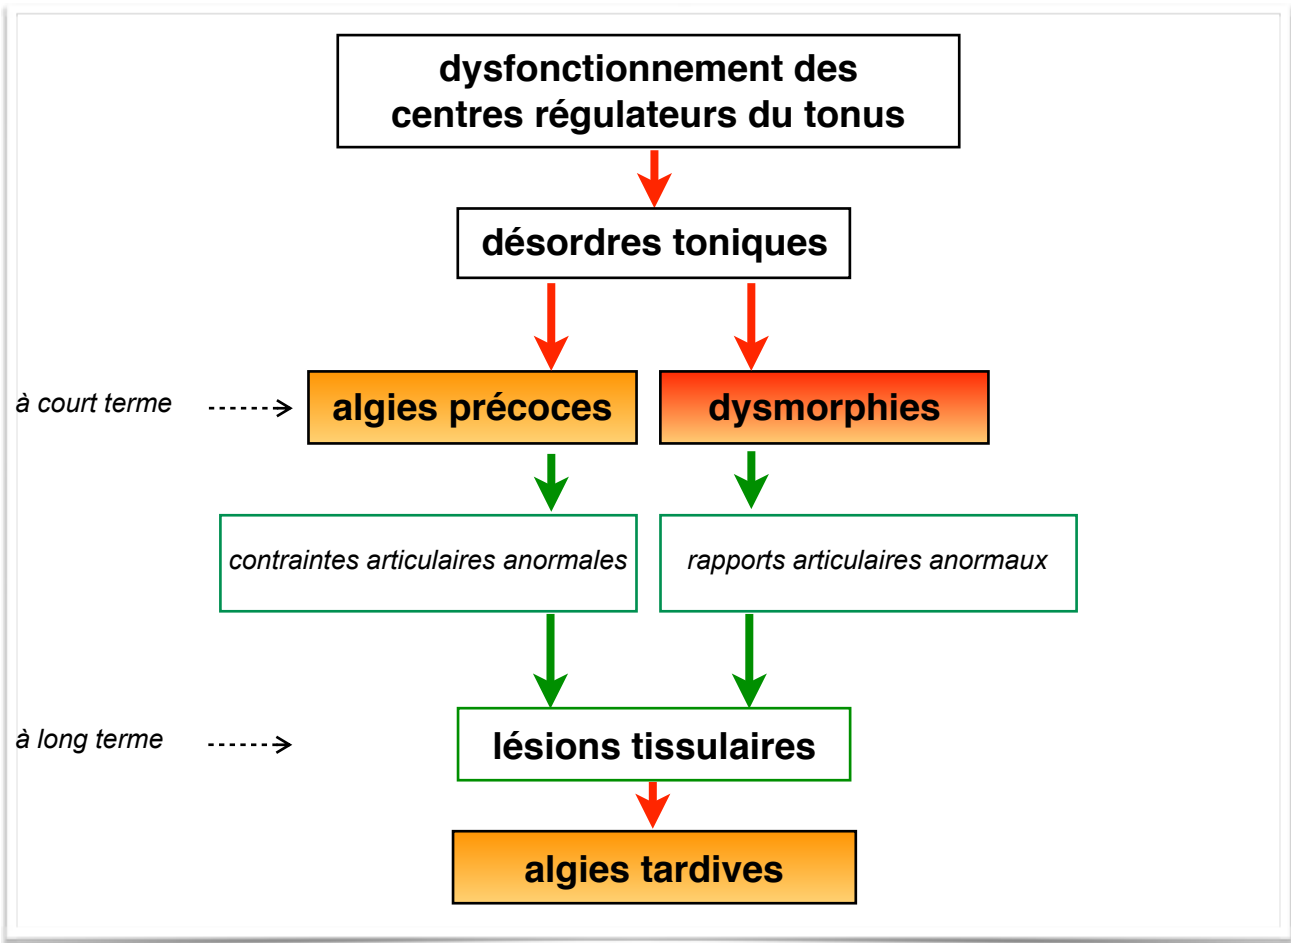 dysfonctionnement des
centres régulateurs du tonus
désordres toniques
à court terme
algies précoces
dysmorphies
contraintes articulaires anormales
rapports articulaires anormaux
à long terme
lésions tissulaires
algies tardives